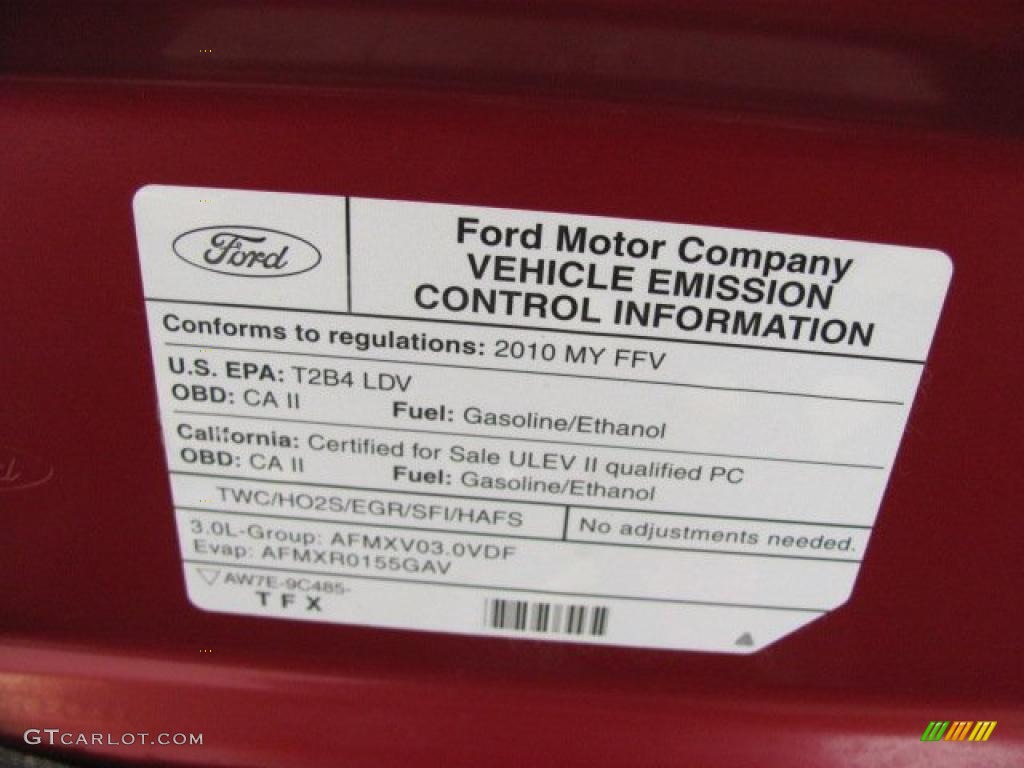 Ford
Ford Motor Company
VEHICLE EMISSION
CONTROL INFORMATION
Conforms to regulations: 2010 MY FFV
U.S. EPA: T2B4 LDV
OBD: CA II Fuel: Gasoline/Ethanol
California: Certified for Sale ULEV II qualified PC
OBD: CA II Fuel: Gasoline/Ethanol
TWC/HO2S/EGR/SFI/HAFS No adjustments needed.
3.0L-Group: AFMXV03.0VDF
Evap: AFMXR0155GAV
AW7E-9C485-
TFX
GTCARLOT.COM